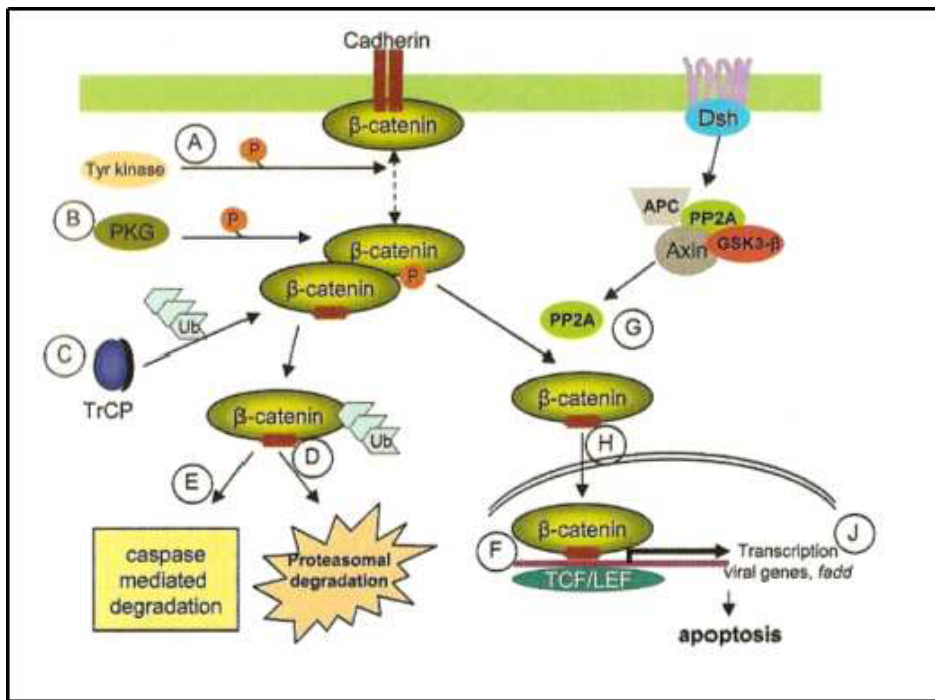 Cadherin
β-catenin
Dsh
A
P
Tyr kinase
B
PKG
P
APC
PP2A
Axin
GSK3-β
β-catenin
P
β-catenin
Ub
C
TrCP
PP2A
G
β-catenin
H
β-catenin
Ub
D
E
caspase
mediated
degradation
Proteasomal
degradation
F
β-catenin
J
Transcription
viral genes, fadd
TCF/LEF
apoptosis